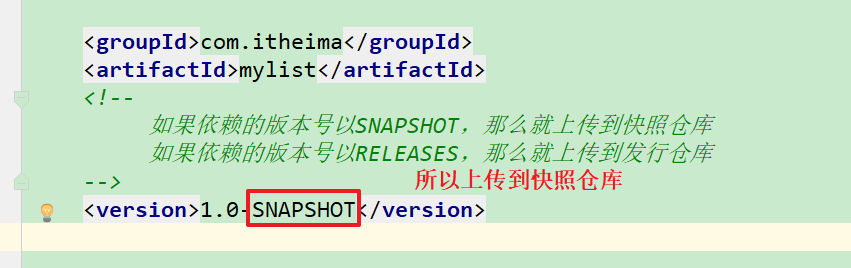 <groupId>com.itheima</groupId>
<artifactId>mylist</artifactId>
<!--
如果依赖的版本号以SNAPSHOT，那么就上传到快照仓库
如果依赖的版本号以RELEASES，那么就上传到发行仓库
-->
所以上传到快照仓库
<version>1.0-SNAPSHOT</version>